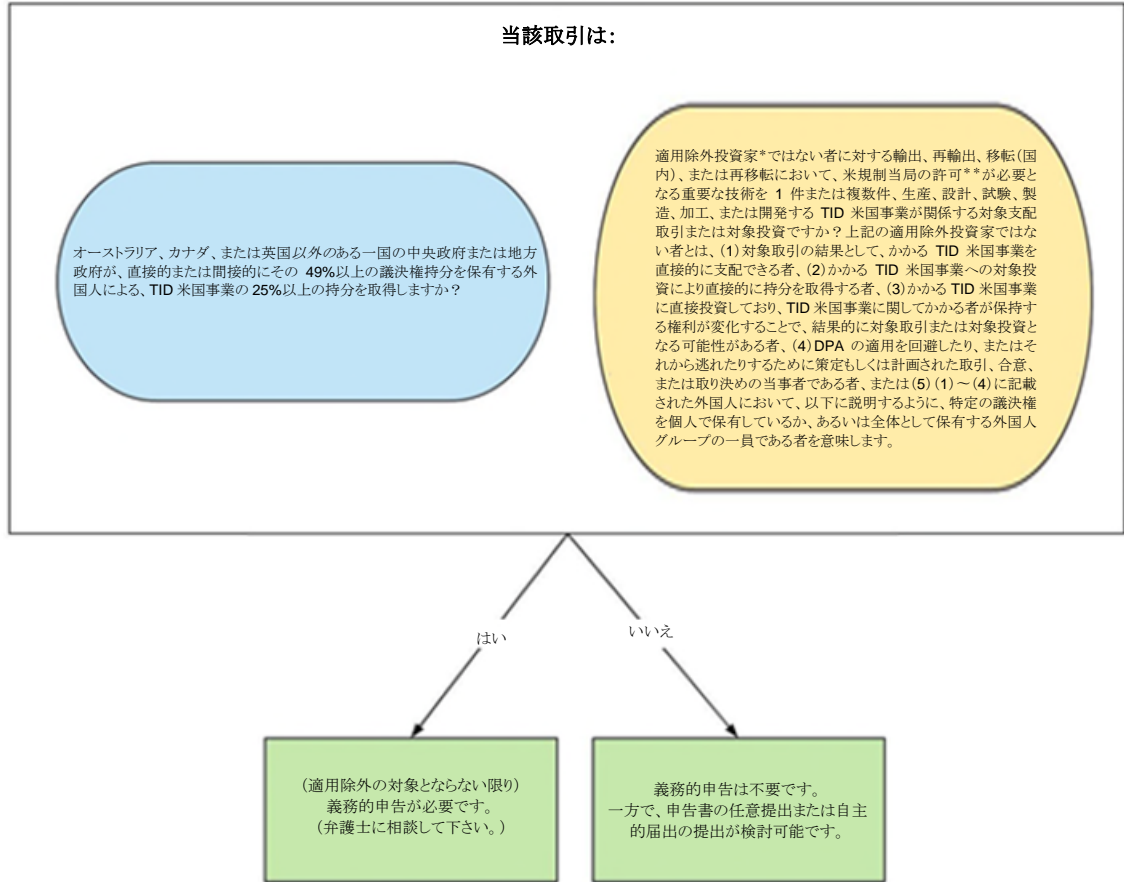 当該取引は:
オーストラリア、カナダ、または英国以外のある一国の中央政府または地方
政府が、直接的または間接的にその 49%以上の議決権持分を保有する外
国人による、TID 米国事業の 25%以上の持分を取得しますか？
適用除外投資家*ではない者に対する輸出、再輸出、移転(国
内)、または再移転において、米規制当局の許可**が必要と
なる重要な技術を 1 件または複数件、生産、設計、試験、製
造、加工、または開発する TID 米国事業が関係する対象支配
取引または対象投資ですか？上記の適用除外投資家ではな
い者とは、(1)対象取引の結果として、かかる TID 米国事業を
直接的に支配できる者、(2)かかる TID 米国事業への対象投
資により直接的に持分を取得する者、(3)かかる TID 米国事業
に直接投資しており、TID 米国事業に関してかかる者が保持す
る権利が変化することで、結果的に対象取引または対象投資と
なる可能性がある者、(4)DPA の適用を回避したり、またはそ
れから逃れたりするために策定もしくは計画された取引、合意、
または取り決めの当事者である者、または(5)(1)～(4)に記載
された外国人において、以下に説明するように、特定の議決権
を個人で保有しているか、あるいは全体として保有する外国人
グループの一員である者を意味します。
はい
いいえ
(適用除外の対象とならない限り)
義務的申告が必要です。
(弁護士に相談して下さい。)
義務的申告は不要です。
一方で、申告書の任意提出または自主
的届出の提出が検討可能です。